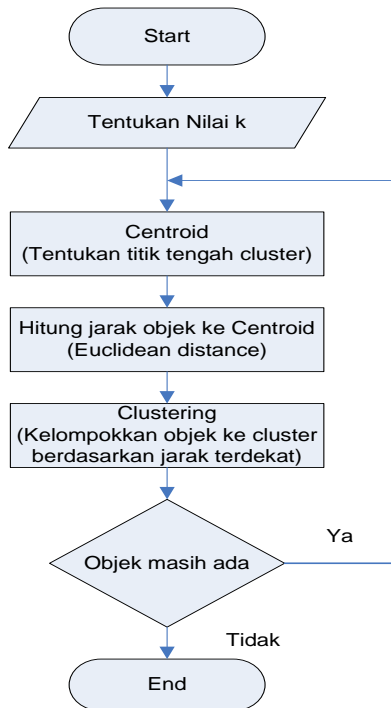 Start
Tentukan Nilai k
Centroid
(Tentukan titik tengah cluster)
Hitung jarak objek ke Centroid
(Euclidean distance)
Clustering
(Kelompokkan objek ke cluster
berdasarkan jarak terdekat)
Objek masih ada
Ya
Tidak
End